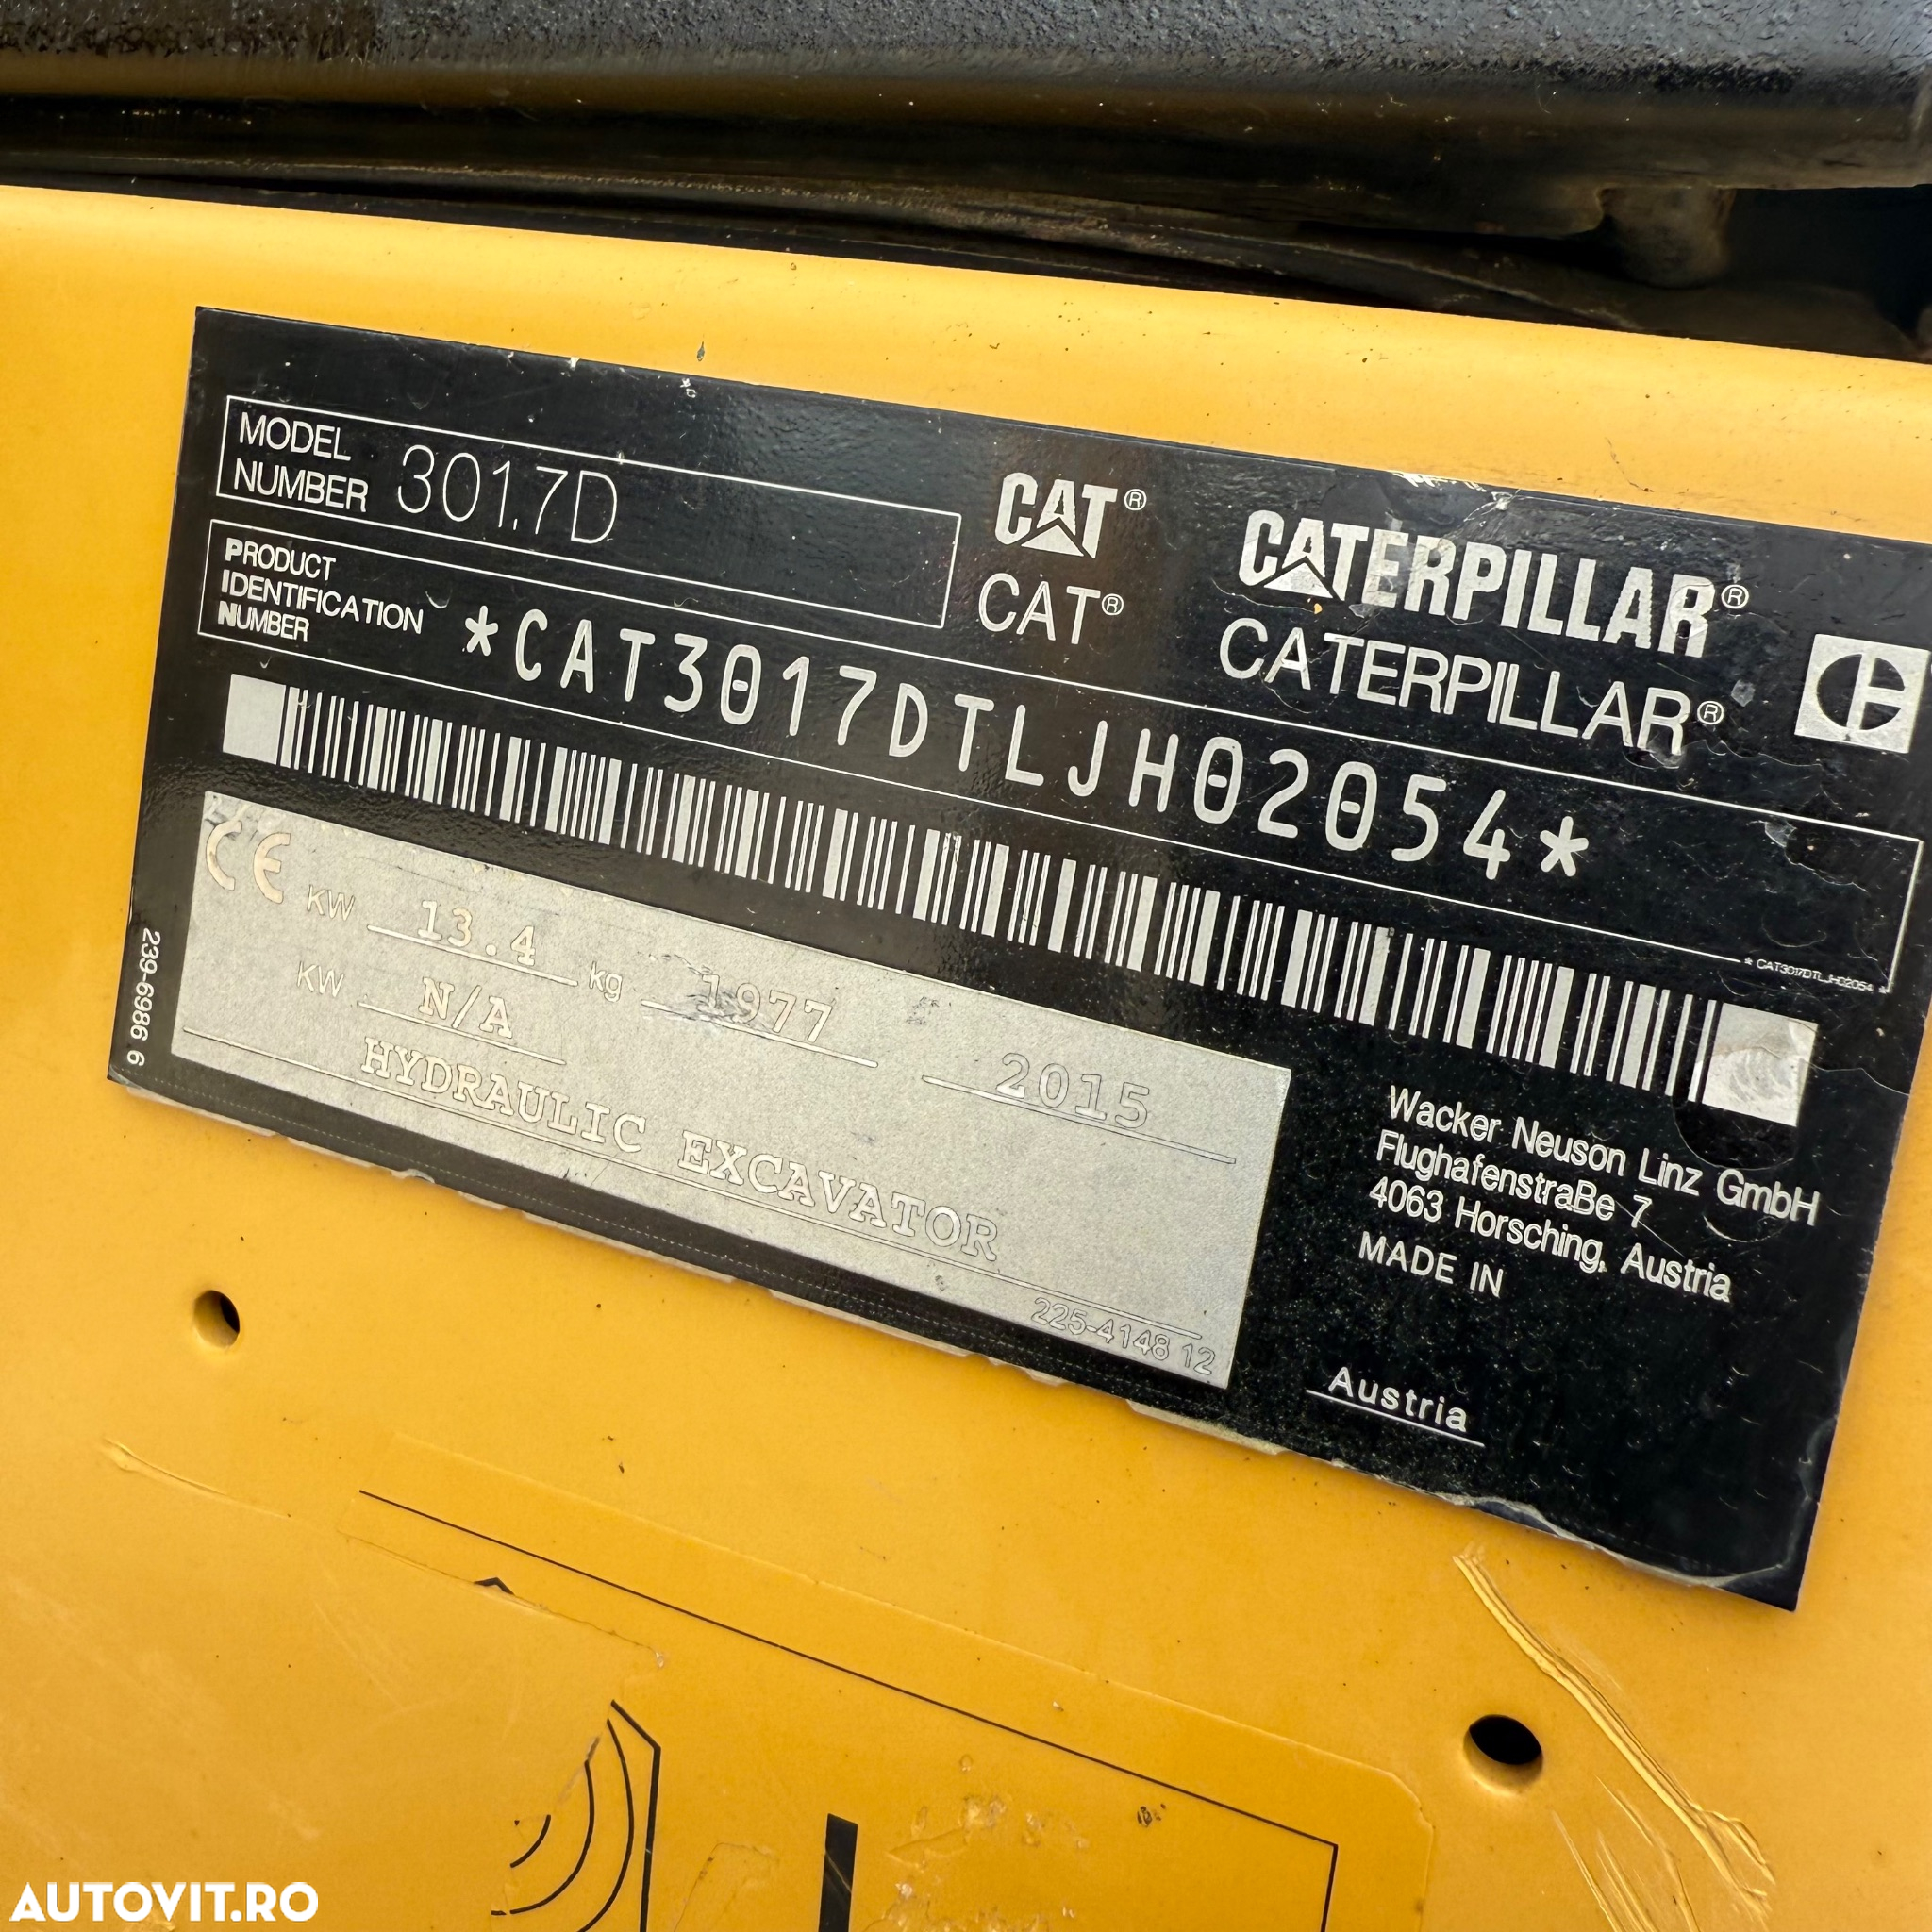 MODEL
NUMBER 301.7D
CAT®
CAT®
CATERPILLAR®
CATERPILLAR®
PRODUCT
IDENTIFICATION
NUMBER
*CAT3017DTLJH02054*
* CAT3017DTLJH02054 *
CE
KW 13.4
kg 1977
2015
KW N/A
HYDRAULIC EXCAVATOR
225-4148 12
239-6986 6
Wacker Neuson Linz GmbH
FlughafenstraBe 7
4063 Horsching, Austria
MADE IN
Austria
AUTOVIT.RO